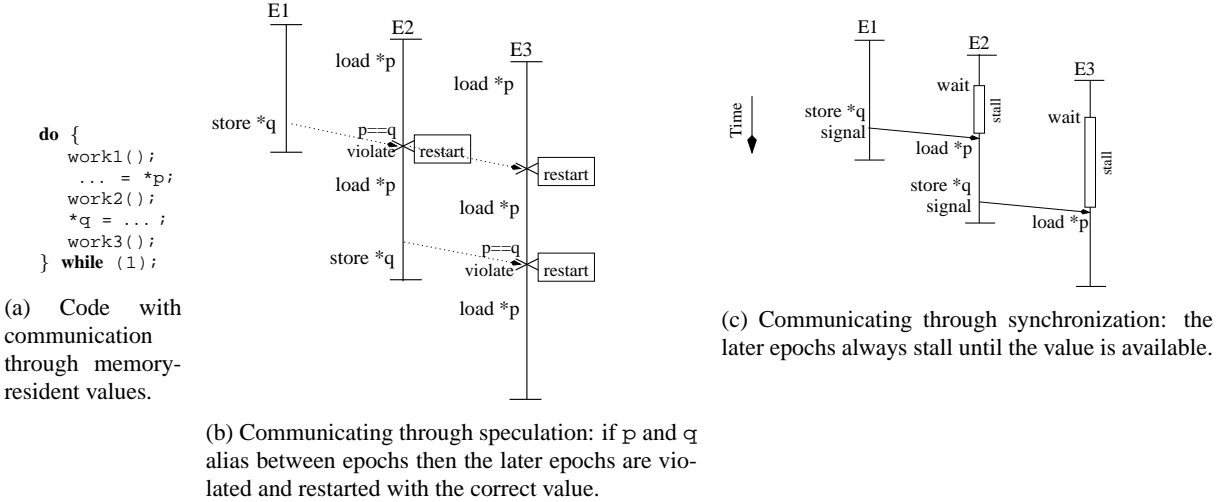 do {
work1();
... = *p;
work2();
*q = ... ;
work3();
} while (1);
(a) Code with
communication
through memory-
resident values.
E1
E2
E3
load *p
load *p
store *q
p==q
violate
restart
restart
load *p
load *p
store *q
p==q
violate
restart
load *p
(b) Communicating through speculation: if p and q
alias between epochs then the later epochs are vio-
lated and restarted with the correct value.
Time
E1
E2
E3
wait
stall
wait
stall
store *q
signal
load *p
store *q
signal
load *p
(c) Communicating through synchronization: the
later epochs always stall until the value is available.